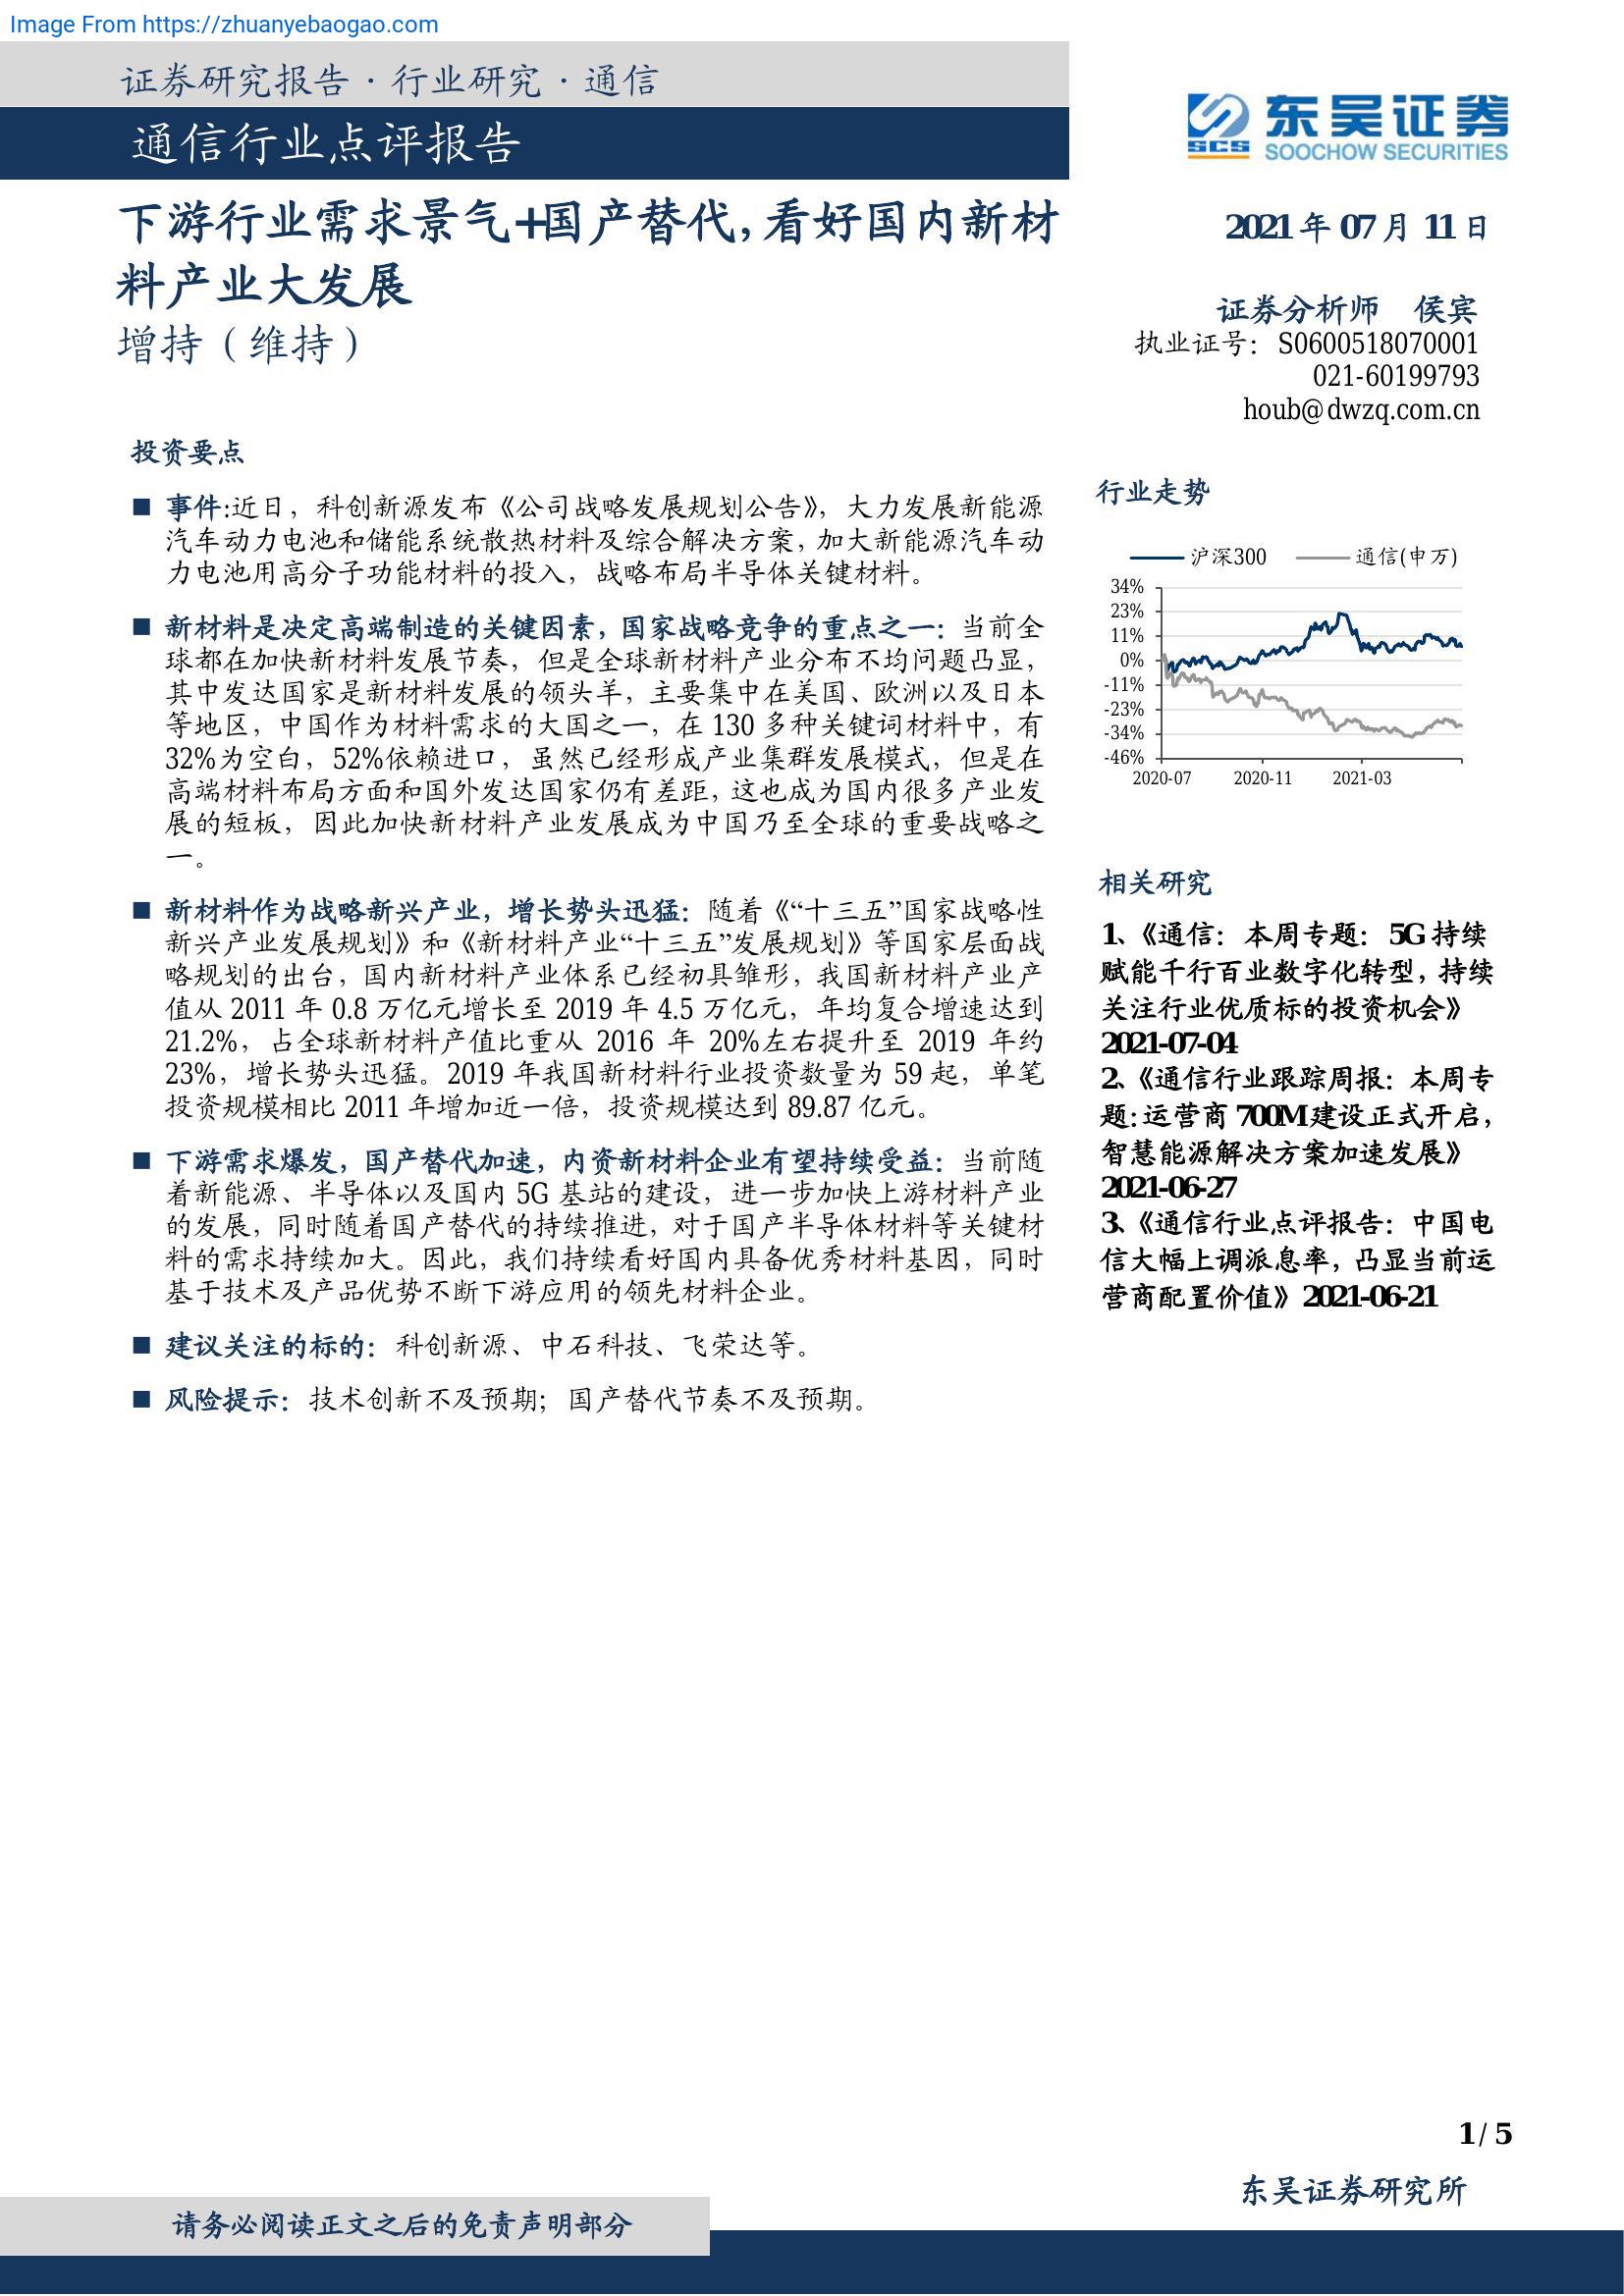 Image From https://zhuanyebaogao.com
证券研究报告·行业研究·通信
通信行业点评报告
东吴证券
SCS
SOOCHOW SECURITIES
下游行业需求景气+国产替代,看好国内新材
料产业大发展
增持（维持）
2021 年 07 月 11 日
证券分析师 侯宾
执业证号：S0600518070001
021-60199793
houb@dwzq.com.cn
投资要点
■ 事件:近日，科创新源发布《公司战略发展规划公告》，大力发展新能源
汽车动力电池和储能系统散热材料及综合解决方案，加大新能源汽车动
力电池用高分子功能材料的投入，战略布局半导体关键材料。
■ 新材料是决定高端制造的关键因素，国家战略竞争的重点之一：当前全
球都在加快新材料发展节奏，但是全球新材料产业分布不均问题凸显，
其中发达国家是新材料发展的领头羊，主要集中在美国、欧洲以及日本
等地区，中国作为材料需求的大国之一，在 130 多种关键词材料中，有
32%为空白，52%依赖进口，虽然已经形成产业集群发展模式，但是在
高端材料布局方面和国外发达国家仍有差距，这也成为国内很多产业发
展的短板，因此加快新材料产业发展成为中国乃至全球的重要战略之
一。
■ 新材料作为战略新兴产业，增长势头迅猛：随着《“十三五”国家战略性
新兴产业发展规划》和《新材料产业“十三五”发展规划》等国家层面战
略规划的出台，国内新材料产业体系已经初具雏形，我国新材料产业产
值从 2011 年 0.8 万亿元增长至 2019 年 4.5 万亿元，年均复合增速达到
21.2%，占全球新材料产值比重从 2016 年 20%左右提升至 2019 年约
23%，增长势头迅猛。2019 年我国新材料行业投资数量为 59 起，单笔
投资规模相比 2011 年增加近一倍，投资规模达到 89.87 亿元。
■ 下游需求爆发，国产替代加速，内资新材料企业有望持续受益：当前随
着新能源、半导体以及国内 5G 基站的建设，进一步加快上游材料产业
的发展，同时随着国产替代的持续推进，对于国产半导体材料等关键材
料的需求持续加大。因此，我们持续看好国内具备优秀材料基因，同时
基于技术及产品优势不断下游应用的领先材料企业。
■ 建议关注的标的：科创新源、中石科技、飞荣达等。
■ 风险提示：技术创新不及预期；国产替代节奏不及预期。
行业走势
沪深300 通信(申万)
34%
23%
11%
0%
-11%
-23%
-34%
-46%
2020-07 2020-11 2021-03
相关研究
1、《通信：本周专题：5G 持续
赋能千行百业数字化转型，持续
关注行业优质标的投资机会》
2021-07-04
2、《通信行业跟踪周报：本周专
题：运营商 700M 建设正式开启，
智慧能源解决方案加速发展》
2021-06-27
3、《通信行业点评报告：中国电
信大幅上调派息率，凸显当前运
营商配置价值》2021-06-21
1 / 5
东吴证券研究所
请务必阅读正文之后的免责声明部分